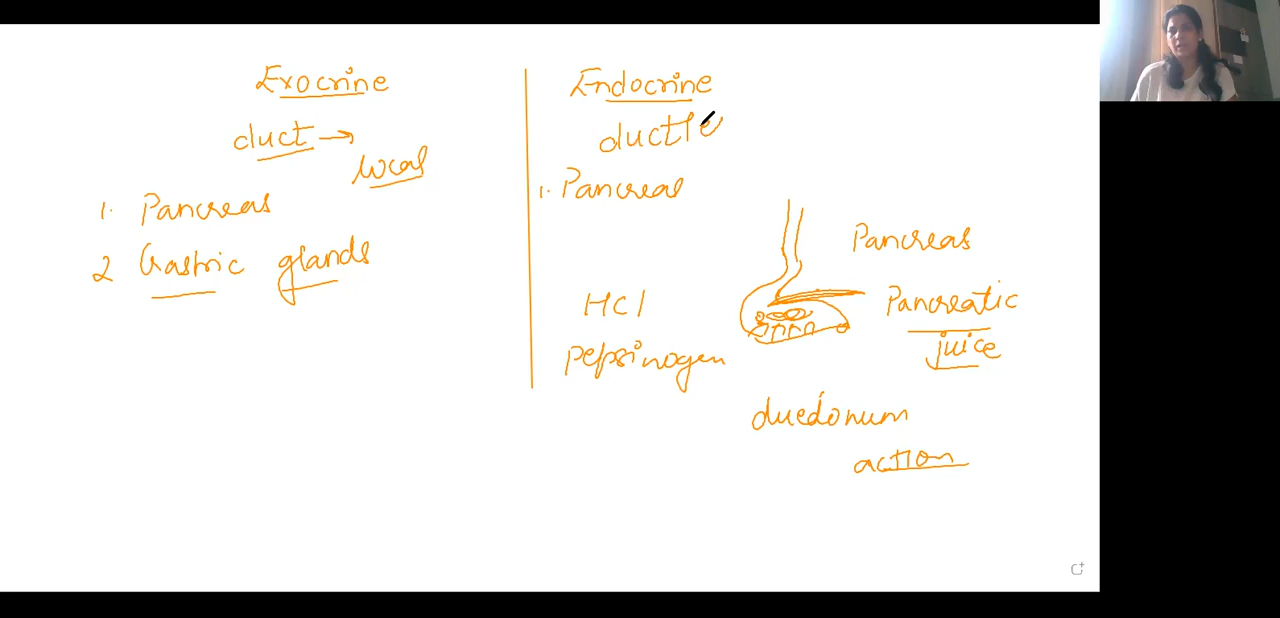 Exocrine
duct → local
1. Pancreas
2 Gastric glands
Endocrine
ductle
1. Pancreas
HCl
pepsinogen
Pancreas
Pancreatic
juice
duedonum
action